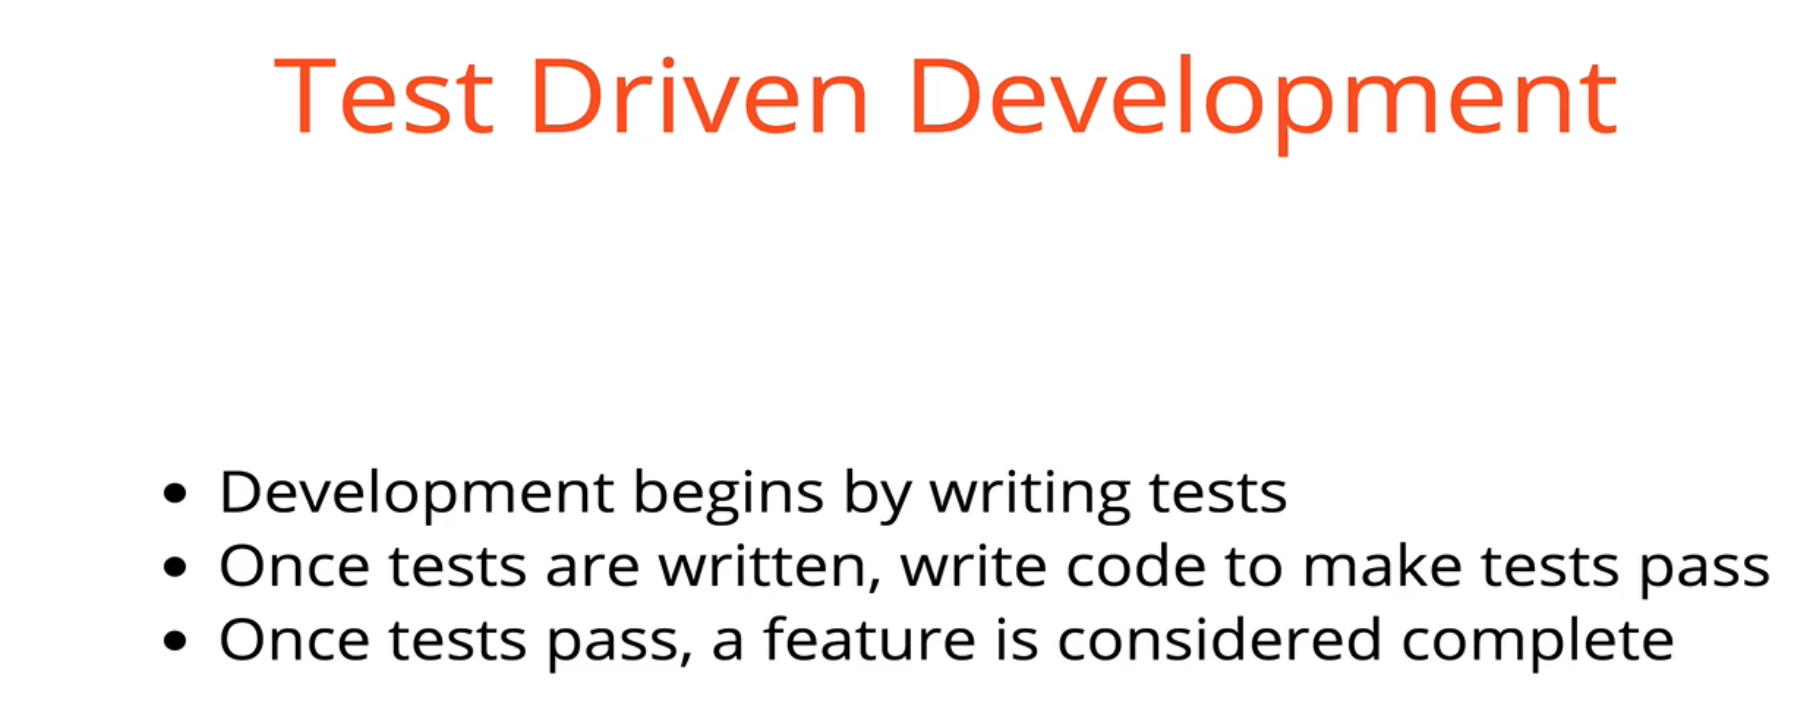 Test Driven Development
• Development begins by writing tests
• Once tests are written, write code to make tests pass
• Once tests pass, a feature is considered complete